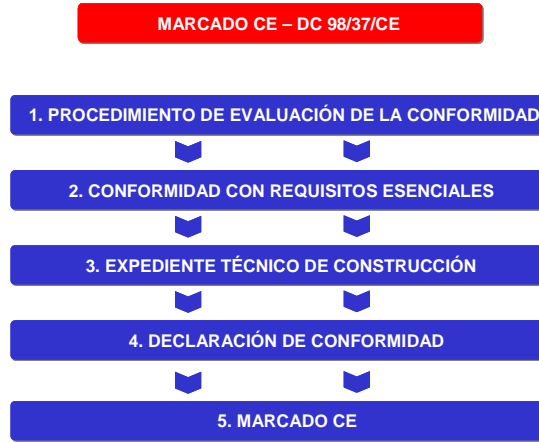 MARCADO CE – DC 98/37/CE
1. PROCEDIMIENTO DE EVALUACIÓN DE LA CONFORMIDAD
2. CONFORMIDAD CON REQUISITOS ESENCIALES
3. EXPEDIENTE TÉCNICO DE CONSTRUCCIÓN
4. DECLARACIÓN DE CONFORMIDAD
5. MARCADO CE